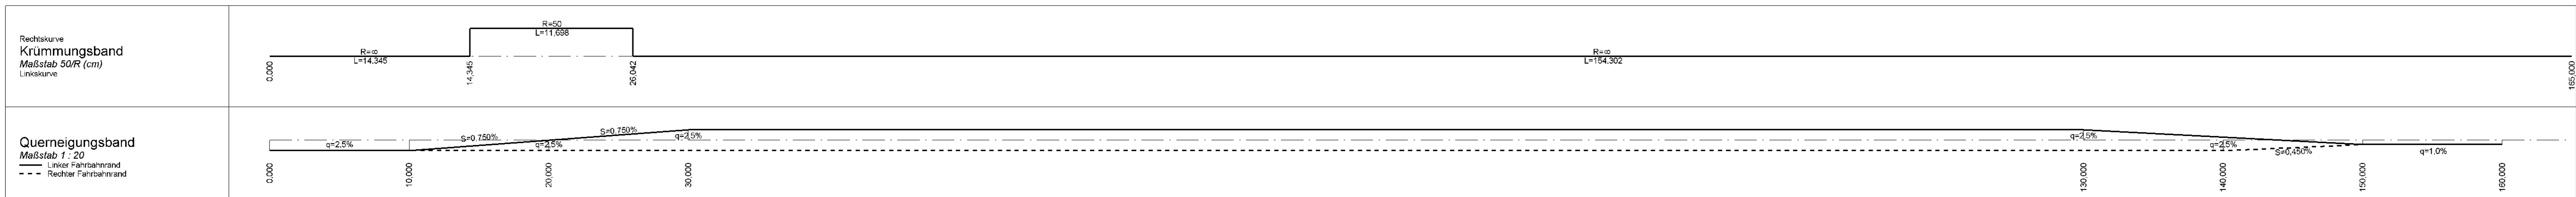 Rechtskurve
Krümmungsband
Maßstab 50/R (cm)
Linkskurve
R=∞
L=14,345
R=50
L=11,698
R=∞
L=154,302
0,000
14,345
26,042
165,000
Querneigungsband
Maßstab 1 : 20
Linker Fahrbahnrand
Rechter Fahrbahnrand
q=2,5%
S=0,750%
q=2,5%
S=0,750%
q=2,5%
q=2,5%
q=2,5%
S=0,450%
q=1,0%
0,000
10,000
20,000
30,000
130,000
140,000
150,000
160,000